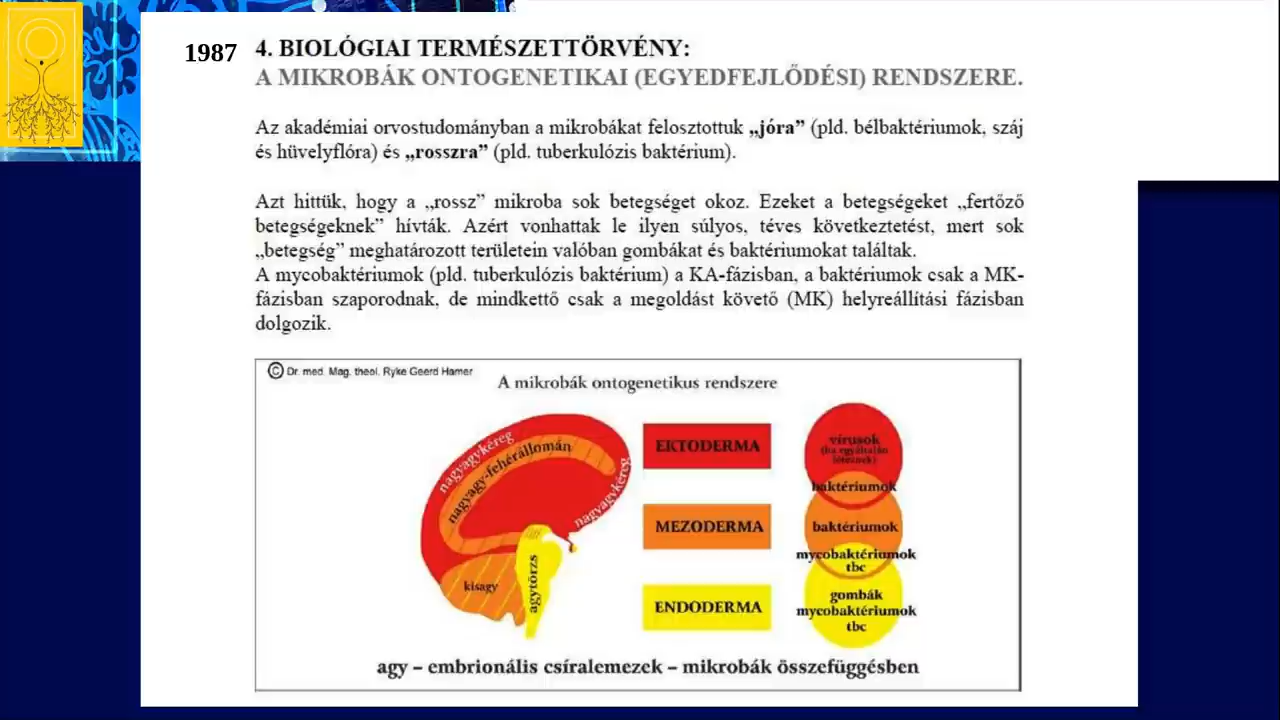 1987
4. BIOLÓGIAI TERMÉSZETTÖRVÉNY:
A MIKROBÁK ONTOGENETIKAI (EGYEDFEJLŐDÉSI) RENDSZERE.
Az akadémiai orvostudományban a mikrobákat felosztottuk „jóra” (pld. bélbaktériumok, száj
és hüvelyflóra) és „rosszra” (pld. tuberkulózis baktérium).
Azt hittük, hogy a „rossz” mikroba sok betegséget okoz. Ezeket a betegségeket „fertőző
betegségeknek” hívták. Azért vonhattak le ilyen súlyos, téves következtetést, mert sok
„betegség” meghatározott területein valóban gombákat és baktériumokat találtak.
A mycobaktériumok (pld. tuberkulózis baktérium) a KA-fázisban, a baktériumok csak a MK-
fázisban szaporodnak, de mindkettő csak a megoldást követő (MK) helyreállítási fázisban
dolgozik.
© Dr. med. Mag. theol. Ryke Geerd Hamer
A mikrobák ontogenetikus rendszere
nagyagykéreg
nagyagy-fehérállomán
nagyagykéreg
kisagy
agytörzs
EKTODERMA
MEZODERMA
ENDODERMA
vírusok
(ha egyáltalán
léteznek)
baktériumok
baktériumok
mycobaktériumok
tbc
gombák
mycobaktériumok
tbc
agy – embrionális csíralemezek – mikrobák összefüggésben